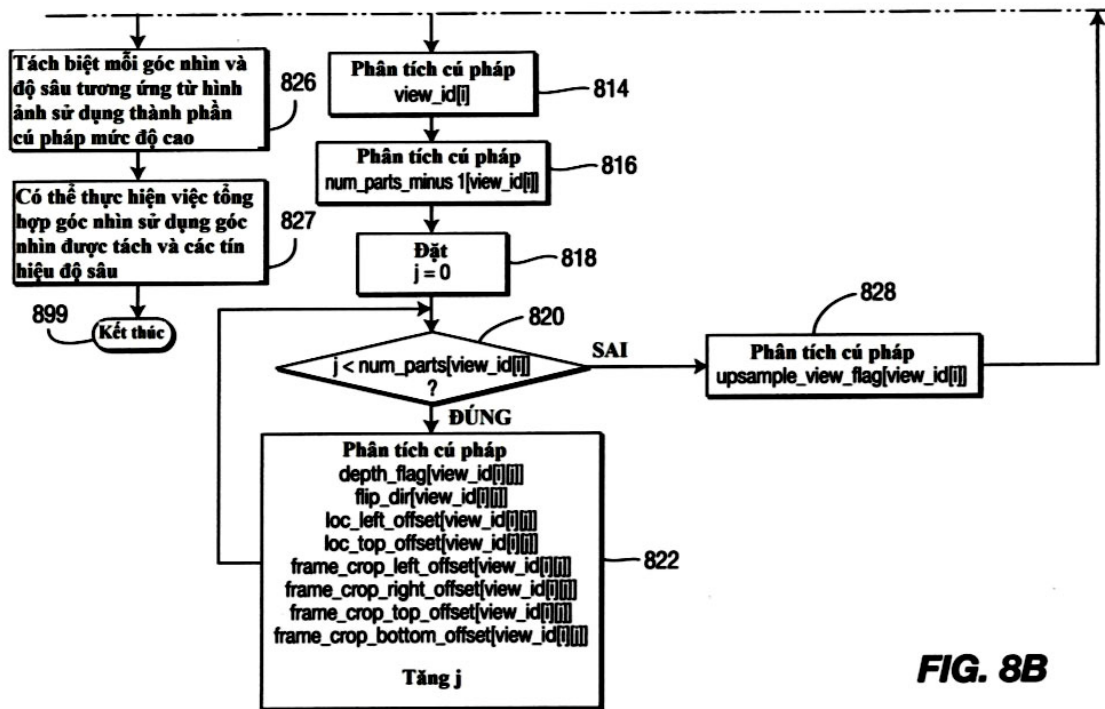 Tách biệt mỗi góc nhìn và
độ sâu tương ứng từ hình
ảnh sử dụng thành phần
cú pháp mức độ cao
826
Có thể thực hiện việc tổng
hợp góc nhìn sử dụng góc
nhìn được tách và các tín
hiệu độ sâu
827
899
Kết thúc
Phân tích cú pháp
view_id[i]
814
Phân tích cú pháp
num_parts_minus 1[view_id[i]]
816
Đặt
j = 0
818
820
j < num_parts[view_id[i]]
?
SAI
ĐÚNG
828
Phân tích cú pháp
upsample_view_flag[view_id[i]]
Phân tích cú pháp
depth_flag[view_id[i][j]]
flip_dir[view_id[i][j]]
loc_left_offset[view_id[i][j]]
loc_top_offset[view_id[i][j]]
frame_crop_left_offset[view_id[i][j]]
frame_crop_right_offset[view_id[i][j]]
frame_crop_top_offset[view_id[i][j]]
frame_crop_bottom_offset[view_id[i][j]]
Tăng j
822
FIG. 8B